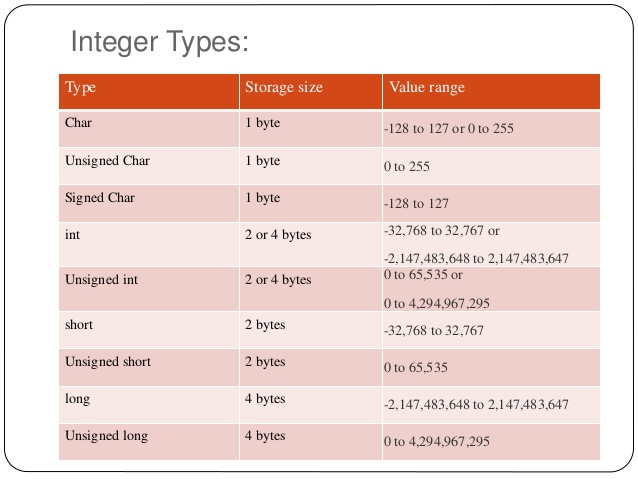 Integer Types:
Type Storage size Value range
Char 1 byte -128 to 127 or 0 to 255
Unsigned Char 1 byte 0 to 255
Signed Char 1 byte -128 to 127
int 2 or 4 bytes -32,768 to 32,767 or
-2,147,483,648 to 2,147,483,647
Unsigned int 2 or 4 bytes 0 to 65,535 or
0 to 4,294,967,295
short 2 bytes -32,768 to 32,767
Unsigned short 2 bytes 0 to 65,535
long 4 bytes -2,147,483,648 to 2,147,483,647
Unsigned long 4 bytes 0 to 4,294,967,295